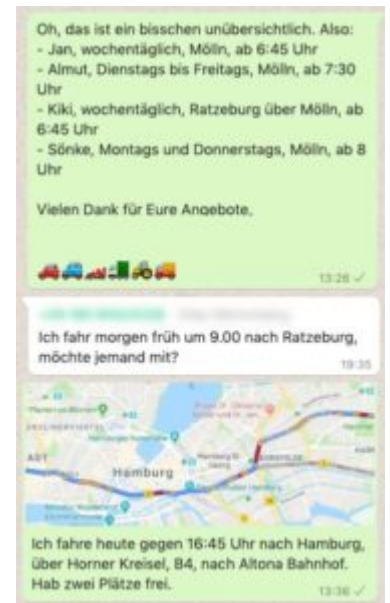 Oh, das ist ein bisschen unübersichtlich. Also:
- Jan, wochentäglich, Mölln, ab 6:45 Uhr
- Almut, Dienstags bis Freitags, Mölln, ab 7:30
Uhr
- Kiki, wochentäglich, Ratzeburg über Mölln, ab
6:45 Uhr
- Sönke, Montags und Donnerstags, Mölln, ab 8
Uhr
Vielen Dank für Eure Angebote,
13:26
Ich fahr morgen früh um 9.00 nach Ratzeburg,
möchte jemand mit?
19:35
Hamburg
Ich fahre heute gegen 16:45 Uhr nach Hamburg,
über Horner Kreisel, B4, nach Altona Bahnhof.
Hab zwei Plätze frei.
13:36